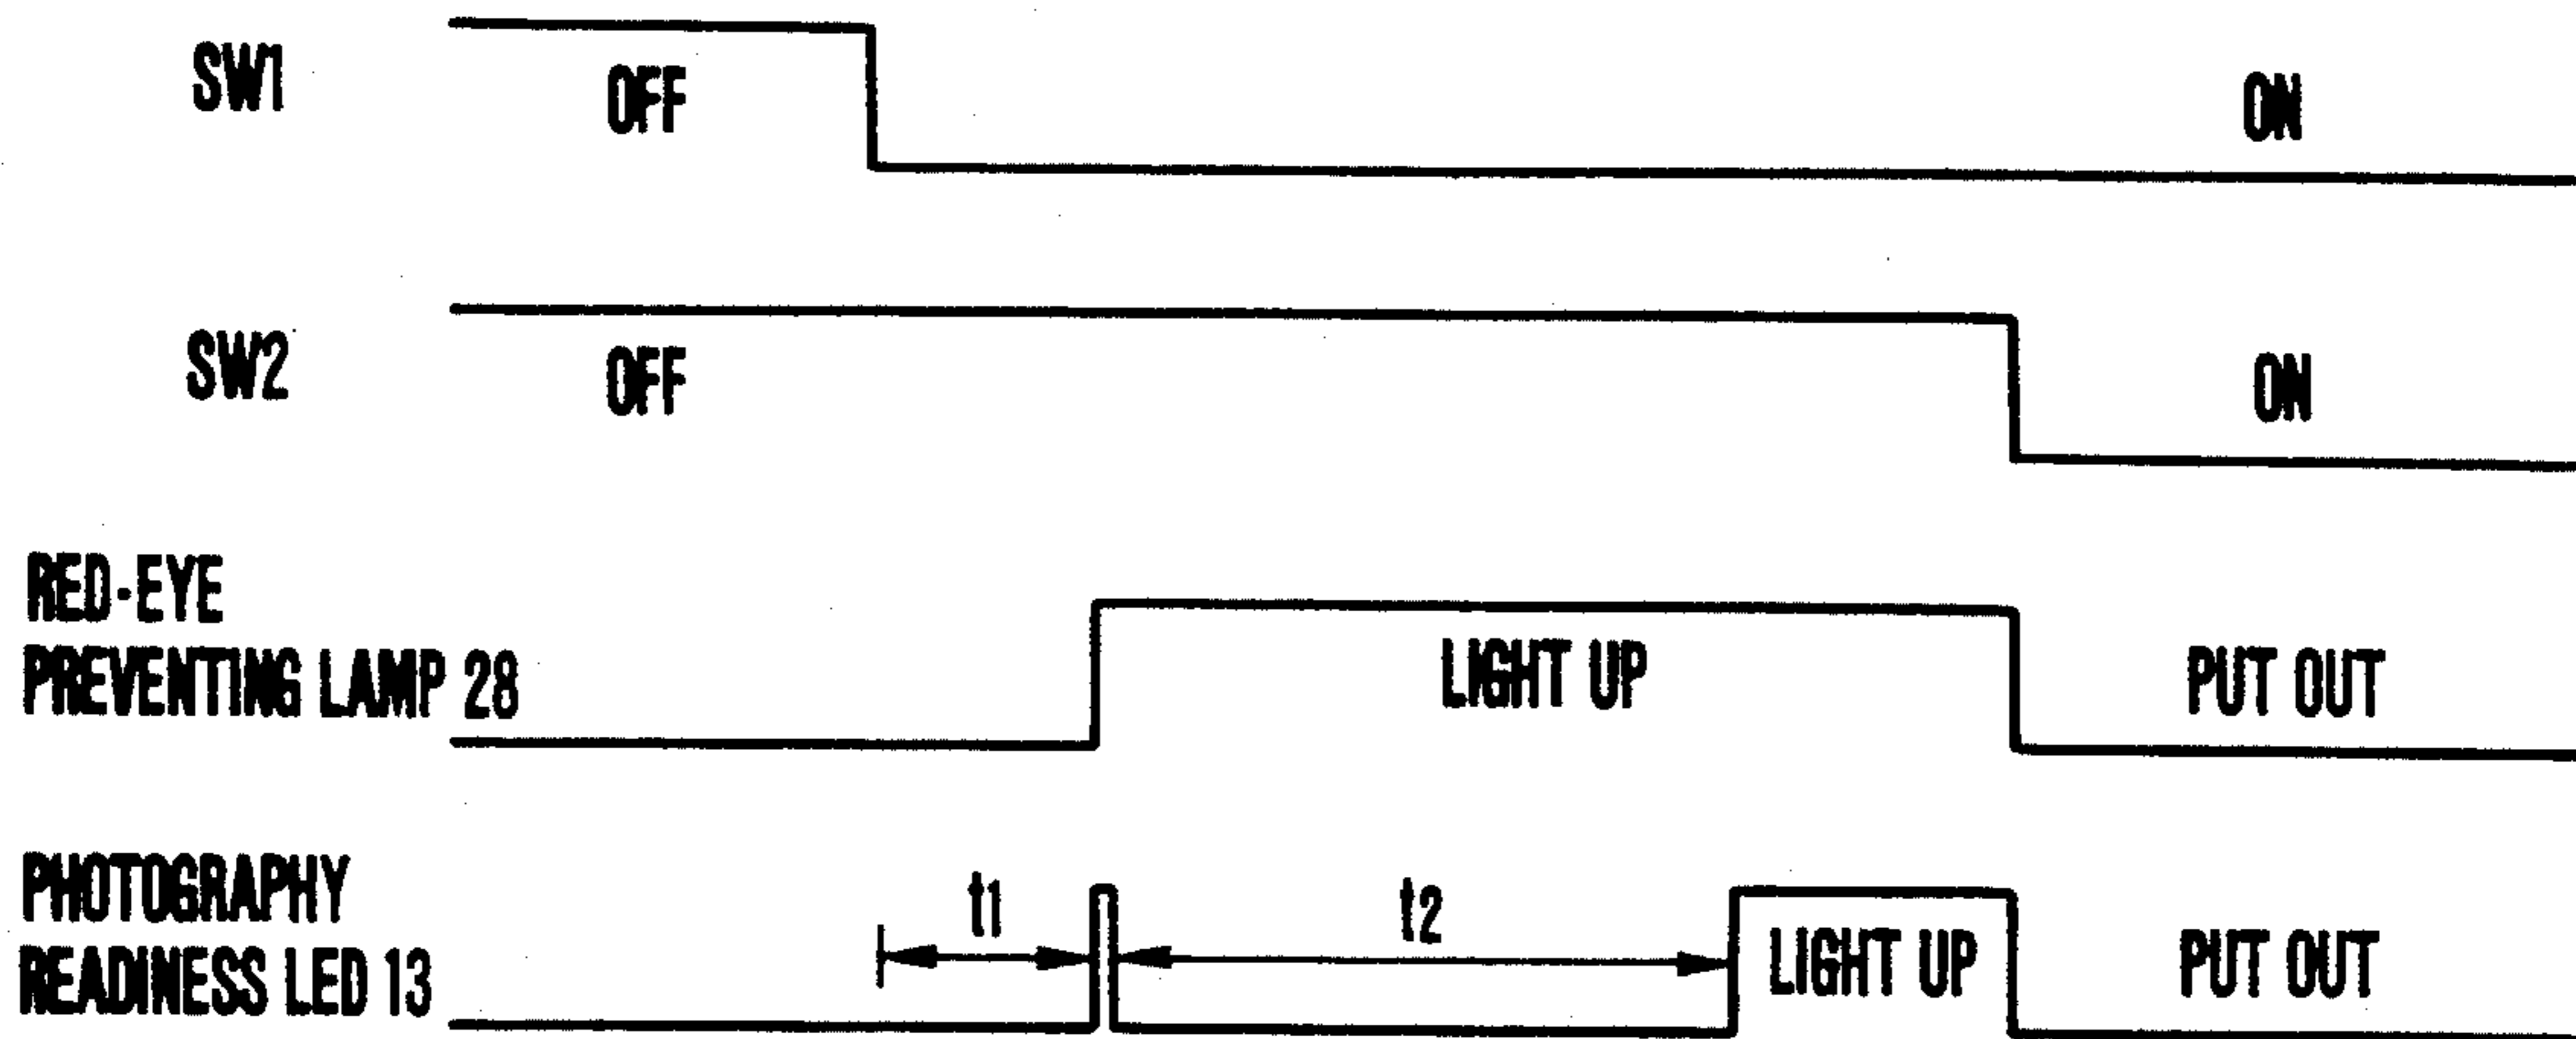 SW1
OFF
ON
SW2
OFF
ON
RED-EYE
PREVENTING LAMP 28
LIGHT UP
PUT OUT
PHOTOGRAPHY
READINESS LED 13
t1
t2
LIGHT UP
PUT OUT